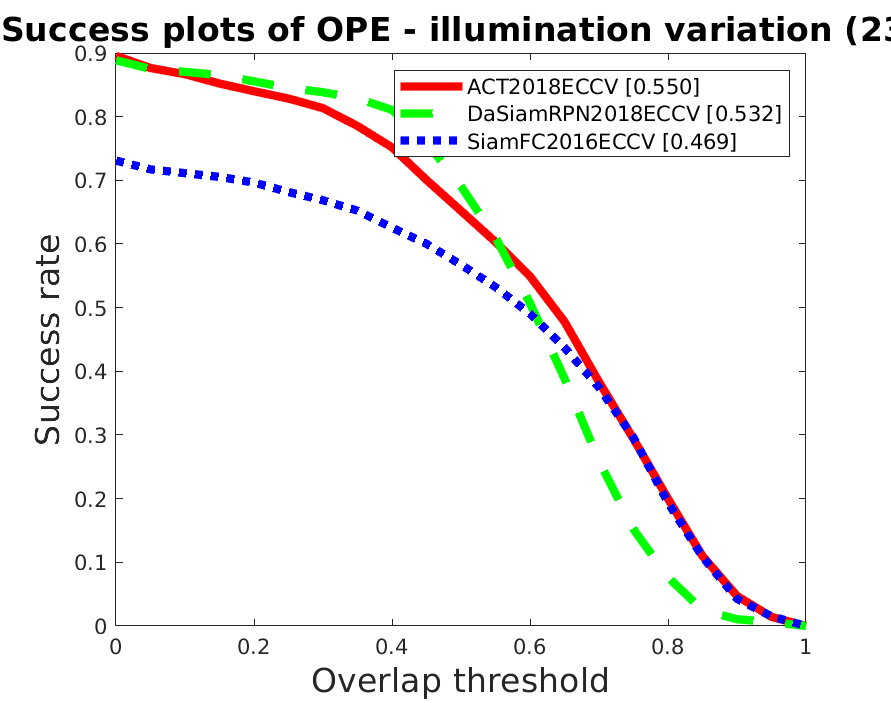 Success plots of OPE - illumination variation (23
0.9
0.8
0.7
0.6
0.5
0.4
0.3
0.2
0.1
0
Success rate
ACT2018ECCV [0.550]
DaSiamRPN2018ECCV [0.532]
SiamFC2016ECCV [0.469]
0 0.2 0.4 0.6 0.8 1
Overlap threshold